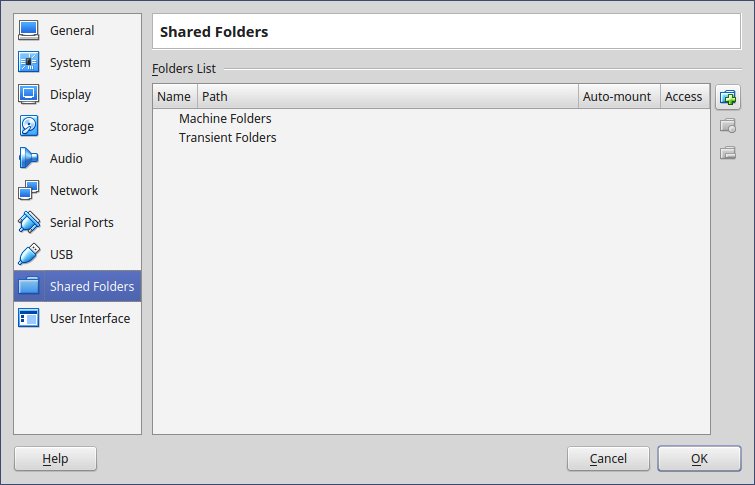 General
System
Display
Storage
Audio
Network
Serial Ports
USB
Shared Folders
User Interface
Shared Folders
Folders List
Name Path Auto-mount Access
Machine Folders
Transient Folders
Help Cancel OK